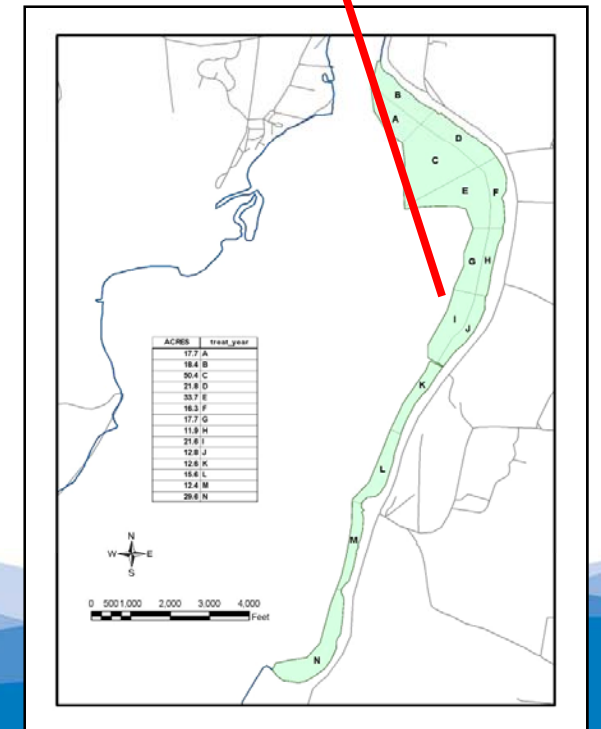 B
A
D
C
E
F
G
H
I
J
K
L
M
N
ACRES treat_year
17.7 A
18.4 B
50.4 C
21.8 D
33.7 E
16.3 F
17.7 G
11.9 H
21.6 I
12.8 J
12.6 K
15.6 L
12.4 M
29.6 N
N
W E
S
0 500 1,000 2,000 3,000 4,000
Feet